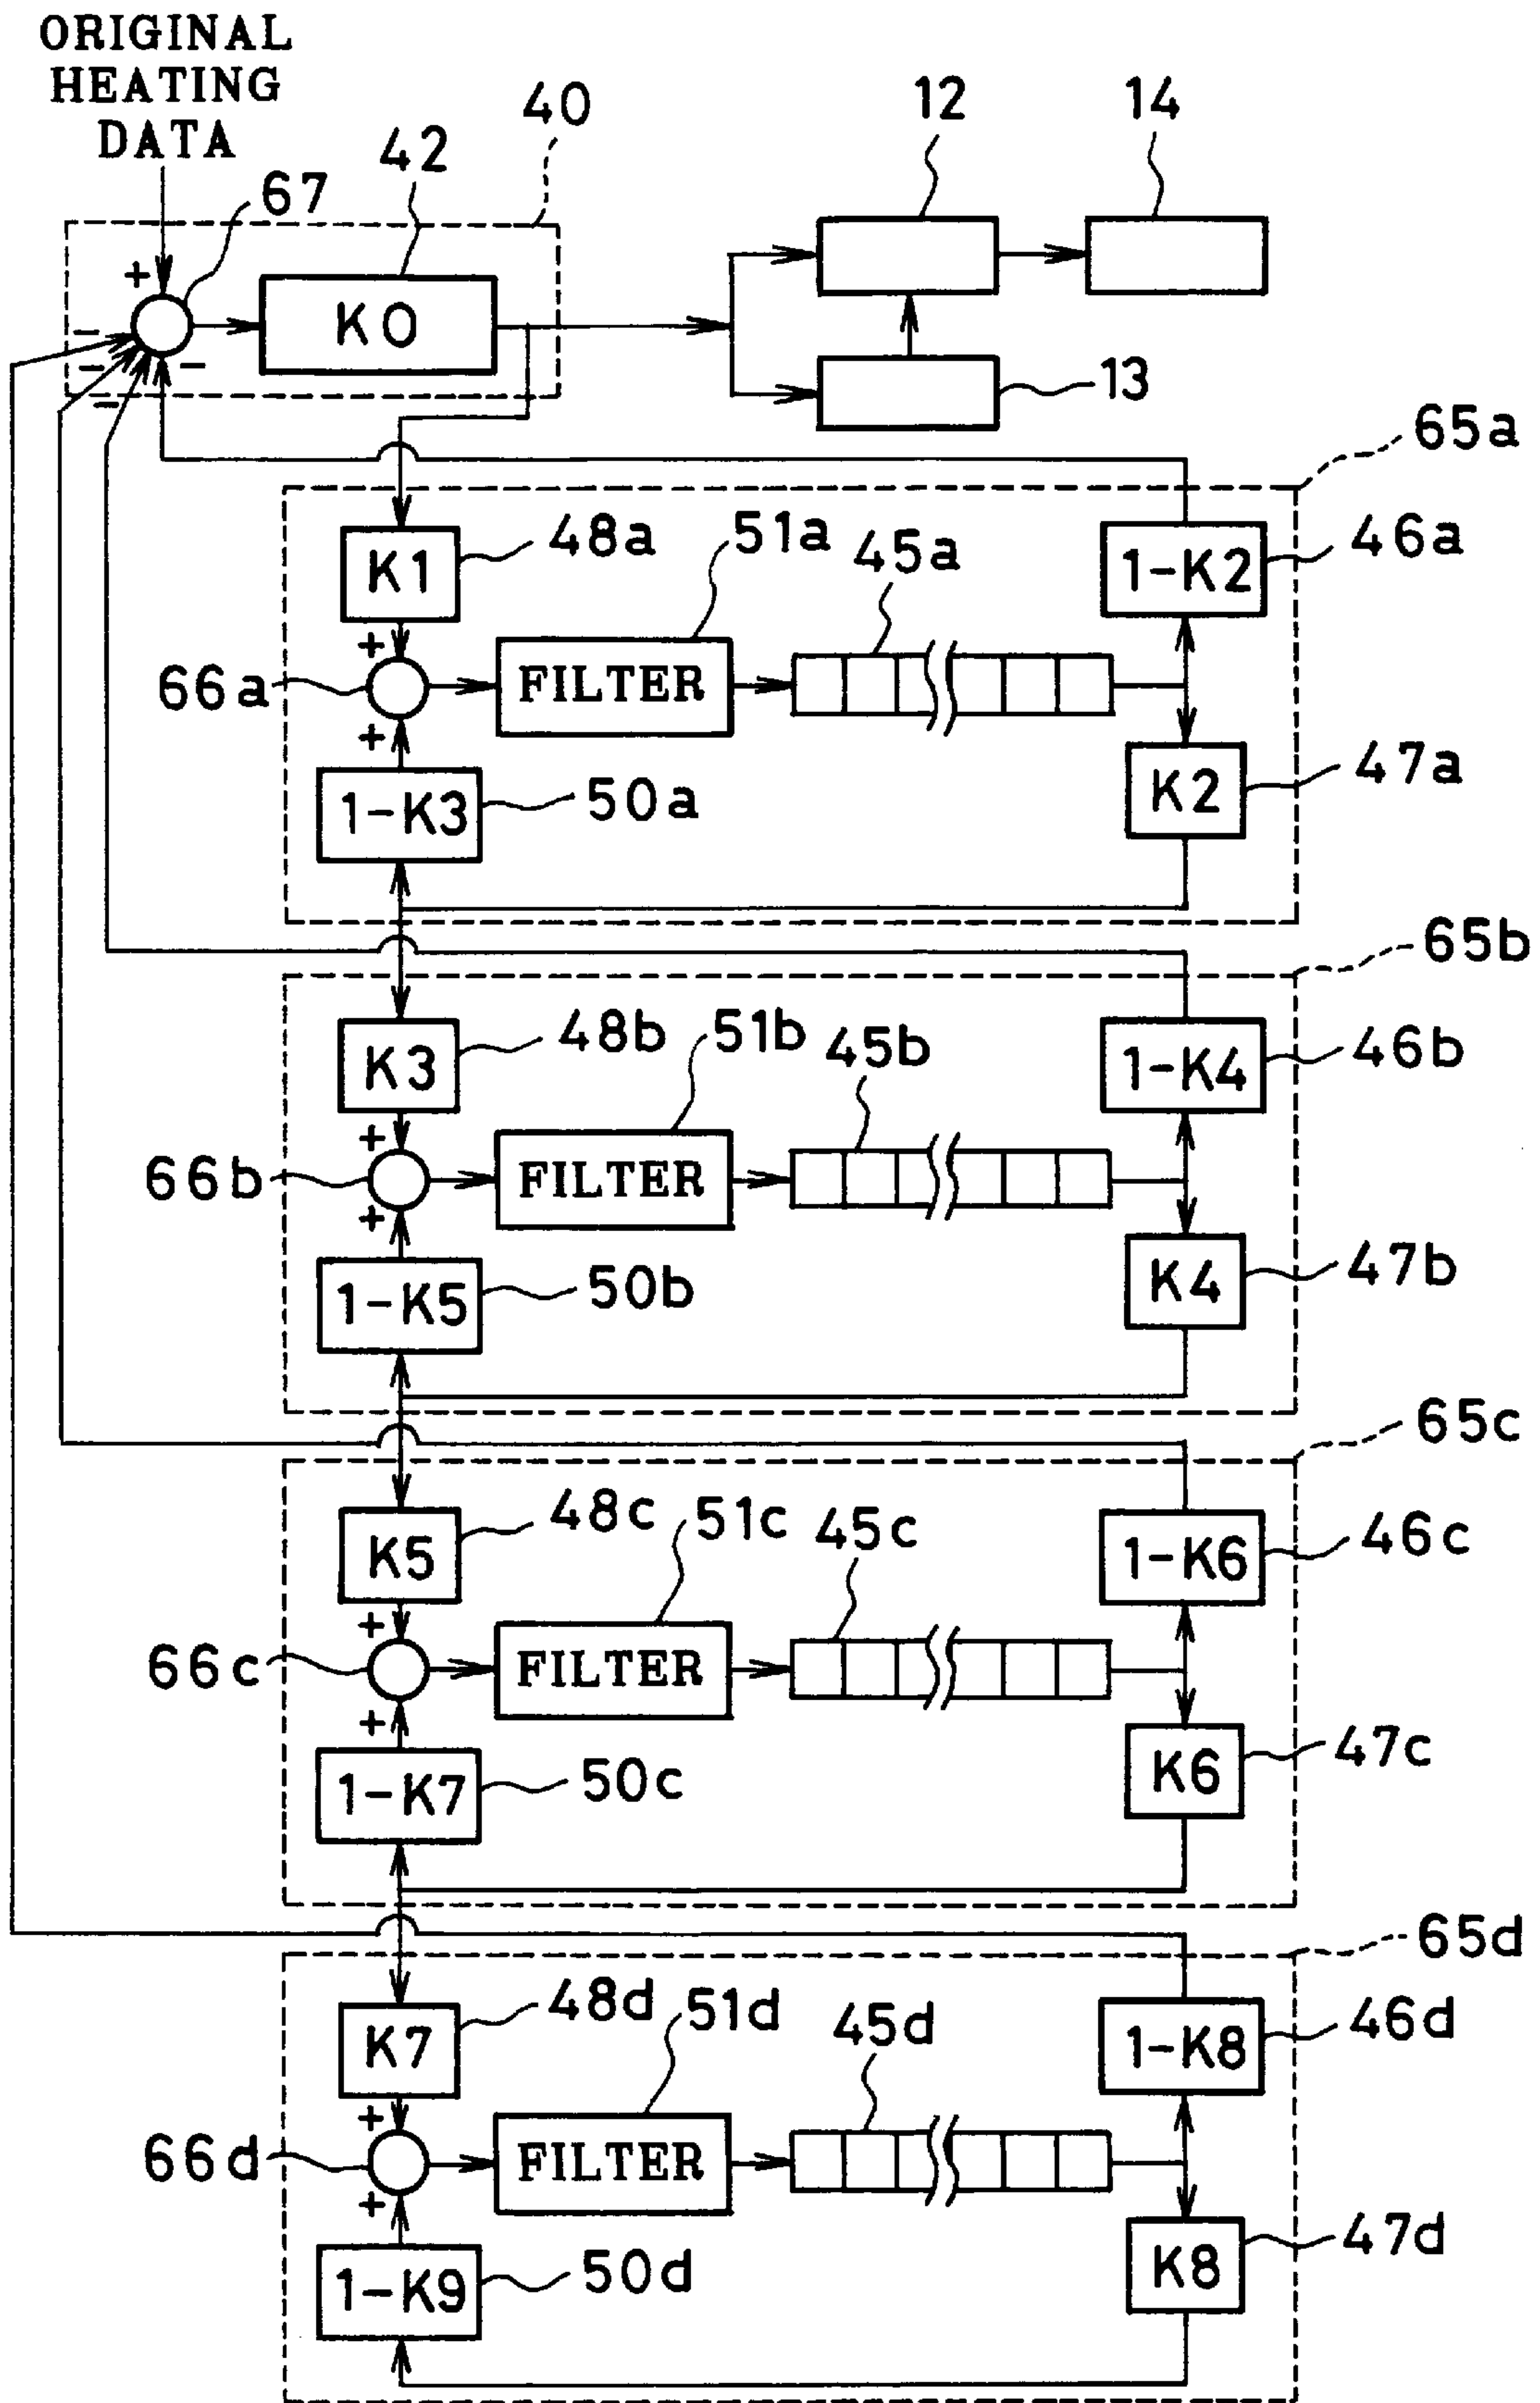 ORIGINAL
HEATING
DATA
40
12
14
42
67
+
K0
-
-
-
-
13
65a
K1
48a
51a
45a
1-K2
46a
+
66a
FILTER
+
1-K3
50a
K2
47a
65b
K3
48b
51b
45b
1-K4
46b
+
66b
FILTER
+
1-K5
50b
K4
47b
65c
K5
48c
51c
45c
1-K6
46c
+
66c
FILTER
+
1-K7
50c
K6
47c
65d
K7
48d
51d
45d
1-K8
46d
+
66d
FILTER
+
1-K9
50d
K8
47d